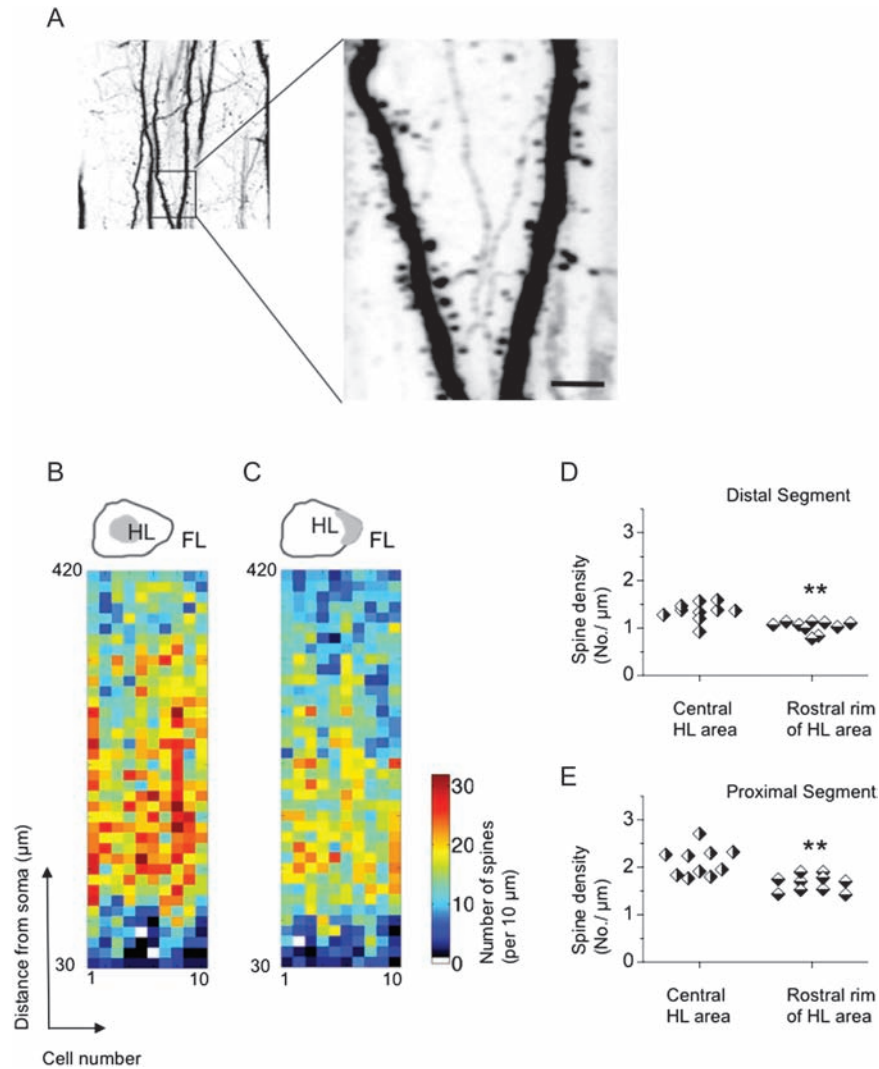 A
B
C
HL
FL
HL
FL
420
30
1
10
420
30
1
10
Distance from soma (µm)
Cell number
30
20
10
0
Number of spines
(per 10 µm)
D
Distal Segment
3
2
1
0
Spine density
(No./ µm)
**
Central
HL area
Rostral rim
of HL area
E
Proximal Segment
3
2
1
0
Spine density
(No./ µm)
**
Central
HL area
Rostral rim
of HL area